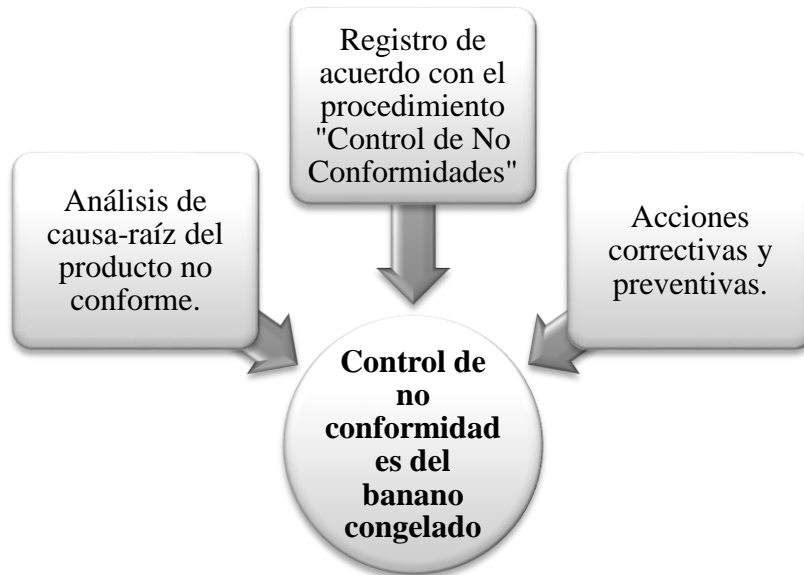 Registro de
acuerdo con el
procedimiento
"Control de No
Conformidades"
Análisis de
causa-raíz del
producto no
conforme.
Acciones
correctivas y
preventivas.
Control de
no
conformidad
es del
banano
congelado